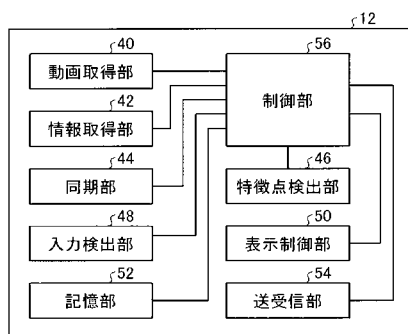 12
40
動画取得部
56
制御部
42
情報取得部
44
同期部
46
特徴点検出部
48
入力検出部
50
表示制御部
52
記憶部
54
送受信部